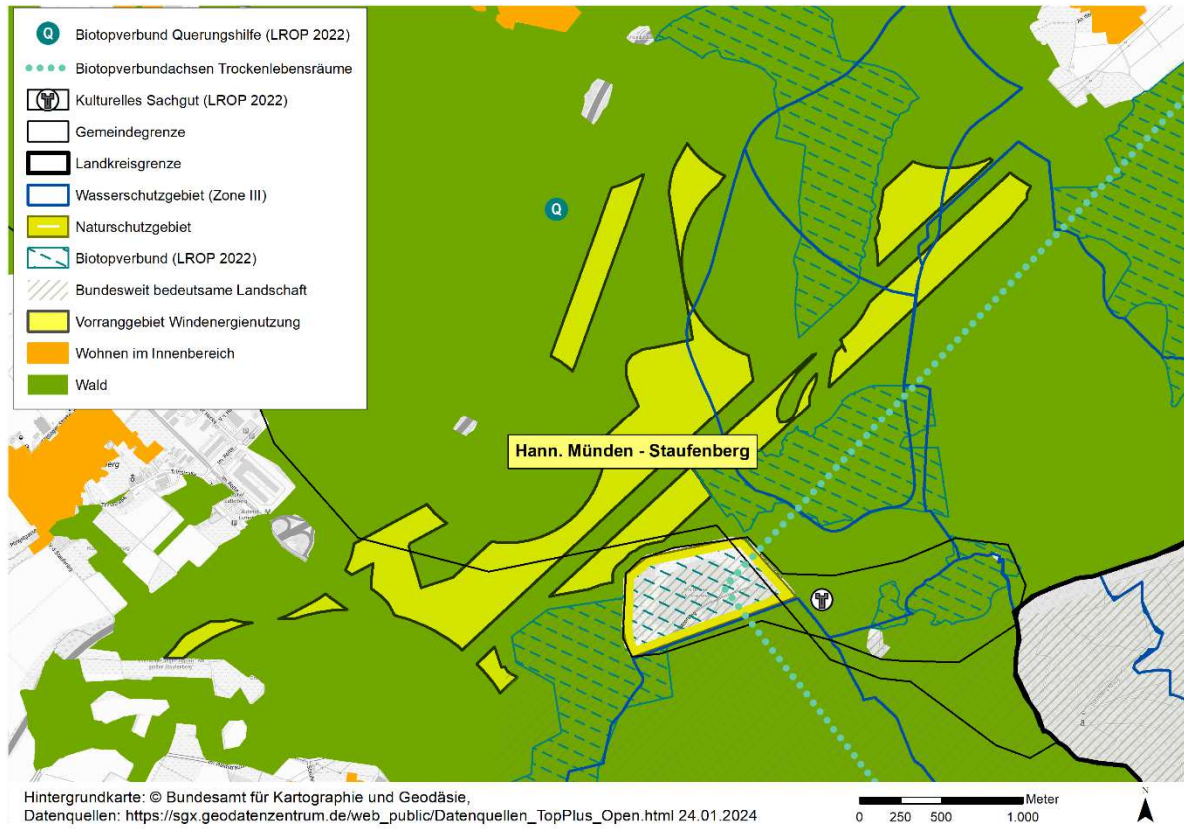 Q Biotopverbund Querungshilfe (LROP 2022)
Biotopverbundachsen Trockenlebensräume
Kulturelles Sachgut (LROP 2022)
Gemeindegrenze
Landkreisgrenze
Wasserschutzgebiet (Zone III)
Naturschutzgebiet
Biotopverbund (LROP 2022)
Bundesweit bedeutsame Landschaft
Vorranggebiet Windenergienutzung
Wohnen im Innenbereich
Wald
Q
Hann. Münden - Staufenberg
Hintergrundkarte: © Bundesamt für Kartographie und Geodäsie,
Datenquellen: https://sgx.geodatenzentrum.de/web_public/Datenquellen_TopPlus_Open.html 24.01.2024
Meter
0 250 500 1.000
N